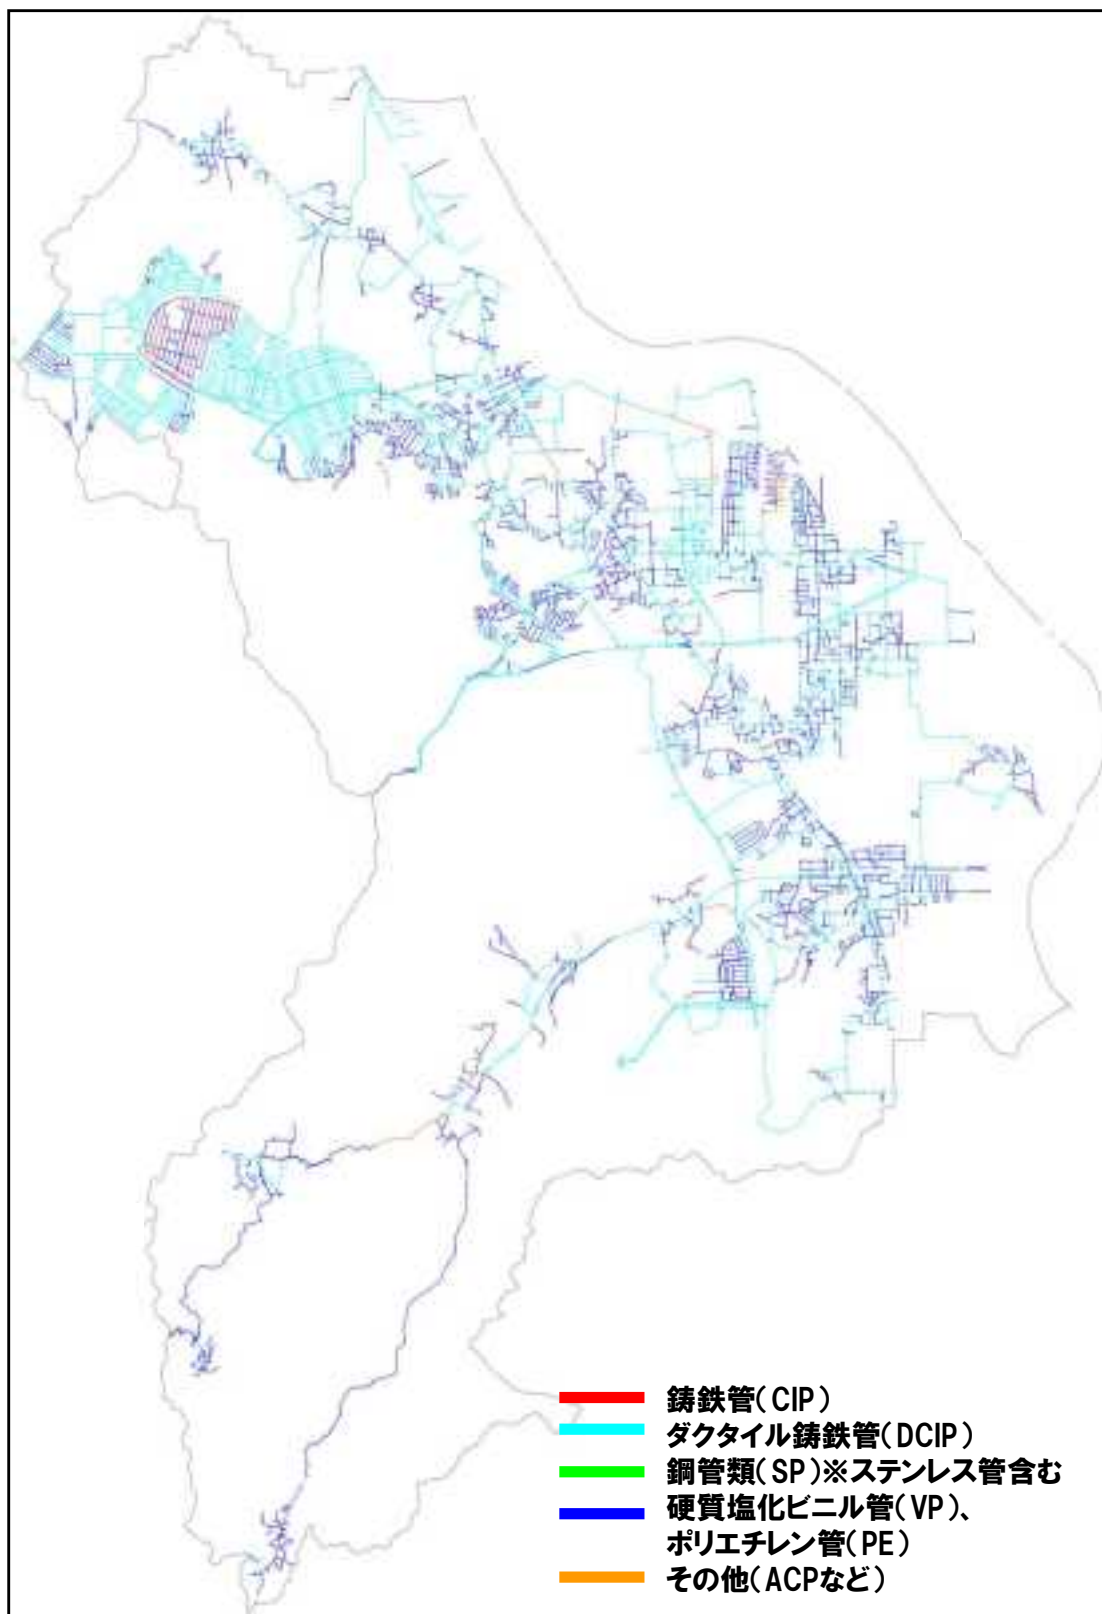 鋳鉄管(CIP)
ダクタイル鋳鉄管(DCIP)
鋼管類(SP)※ステンレス管含む
硬質塩化ビニル管(VP)、
ポリエチレン管(PE)
その他(ACPなど)